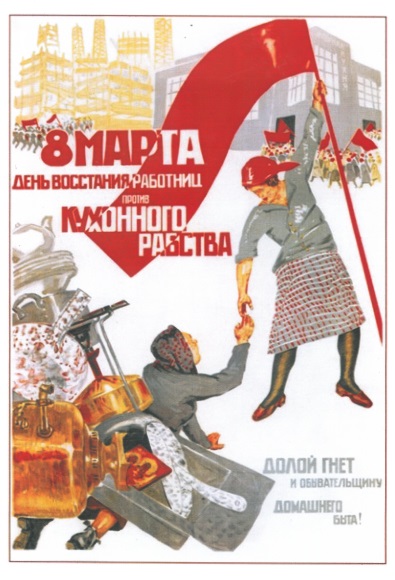 8 МАРТА
ДЕНЬ ВОССТАНИЯ РАБОТНИЦ
ПРОТИВ
КУХОННОГО
РАБСТВА
ДОЛОЙ ГНЕТ
И ОБЫВАТЕЛЬЩИНУ
ДОМАШНЕГО
БЫТА!